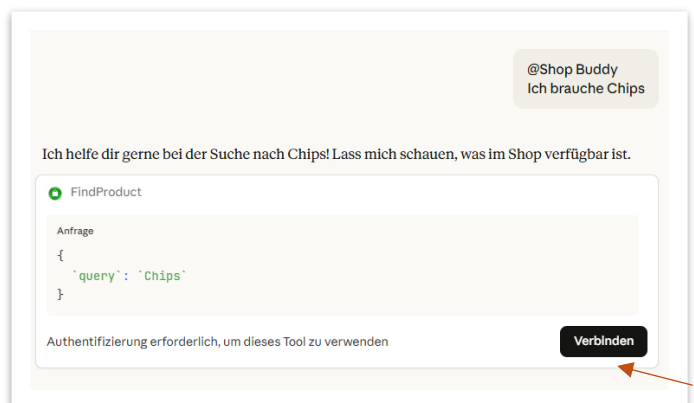 @Shop Buddy
Ich brauche Chips
Ich helfe dir gerne bei der Suche nach Chips! Lass mich schauen, was im Shop verfügbar ist.
FindProduct
Anfrage
{
`query`: `Chips`
}
Authentifizierung erforderlich, um dieses Tool zu verwenden
Verbinden